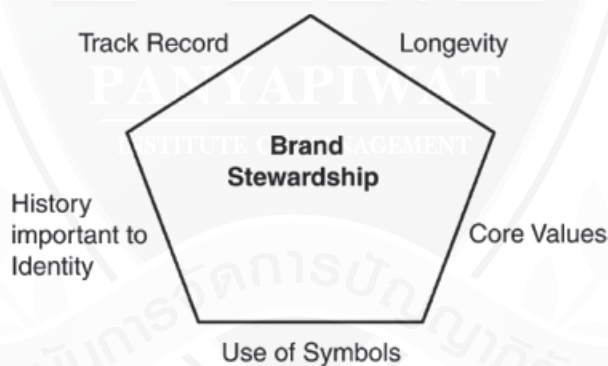 Track Record
Longevity
PANYAPIWAT
INSTITUTE OF MANAGEMENT
Brand
Stewardship
History
important to
Identity
Core Values
Use of Symbols